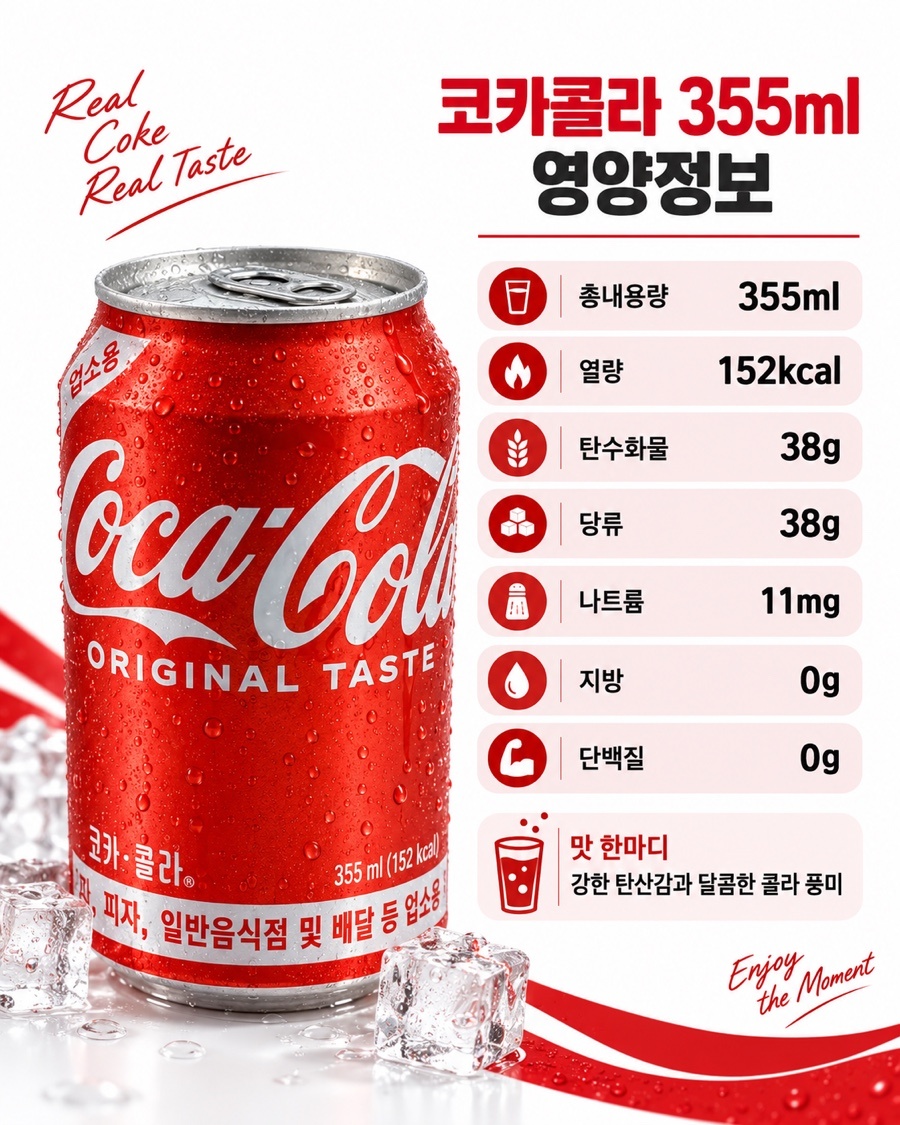 Real
Coke
Real Taste
코카콜라 355ml
영양정보
총내용량 355ml
열량 152kcal
탄수화물 38g
당류 38g
나트륨 11mg
지방 0g
단백질 0g
맛 한마디
강한 탄산감과 달콤한 콜라 풍미
업소용
Coca-Cola
ORIGINAL TASTE
코카·콜라®
355 ml (152 kcal)
피자, 일반음식점 및 배달 등 업소용
Enjoy
the Moment